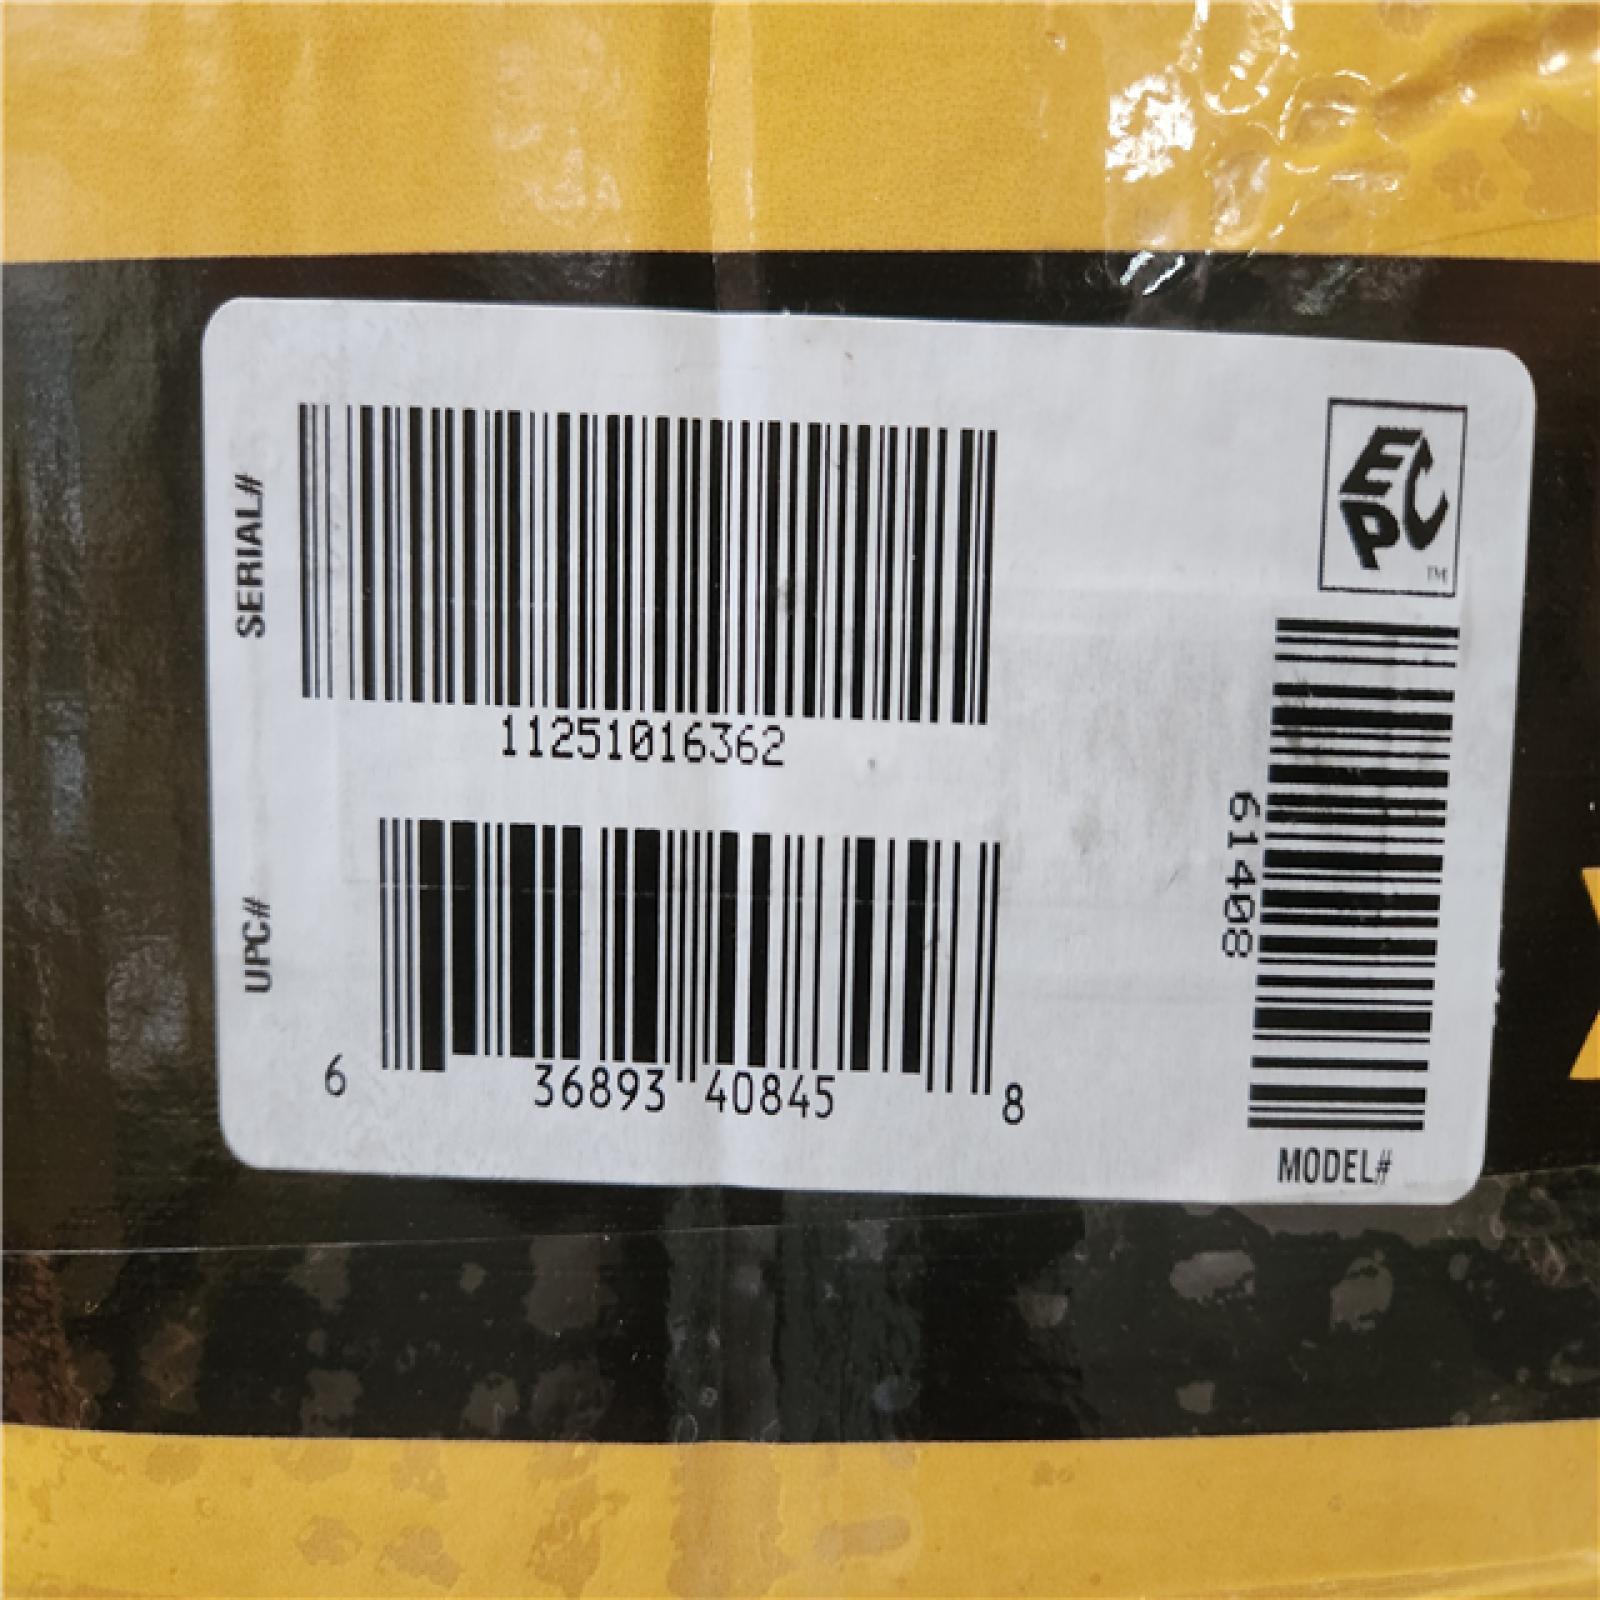 SERIAL#
11251016362
UPC#
6 36893 40845 8
ECP
TM
61408
MODEL#